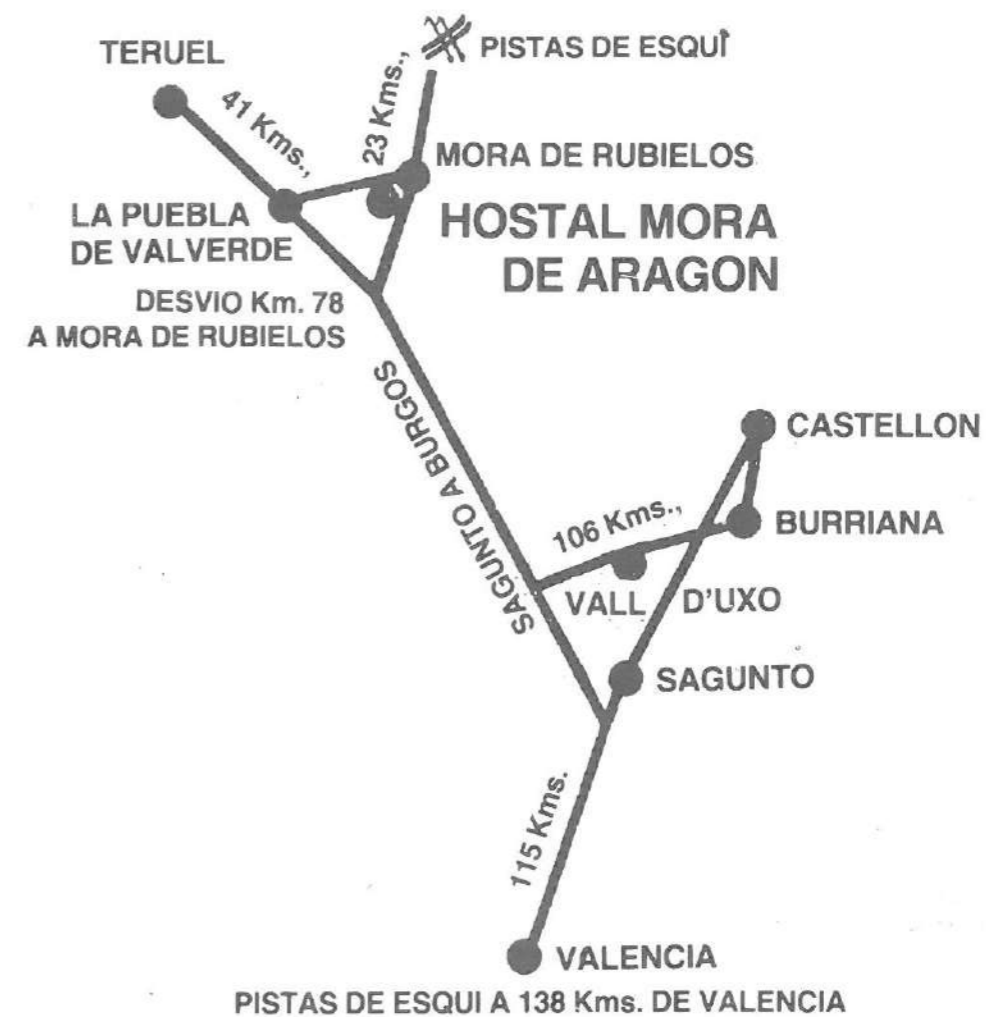 PISTAS DE ESQUI
TERUEL
41 Kms.,
23 Kms.,
MORA DE RUBIELOS
LA PUEBLA
DE VALVERDE
HOSTAL MORA
DE ARAGON
DESVIO Km. 78
A MORA DE RUBIELOS
SAGUNTO A BURGOS
CASTELLON
106 Kms.,
BURRIANA
VALL D'UXO
SAGUNTO
115 Kms.
VALENCIA
PISTAS DE ESQUI A 138 Kms. DE VALENCIA